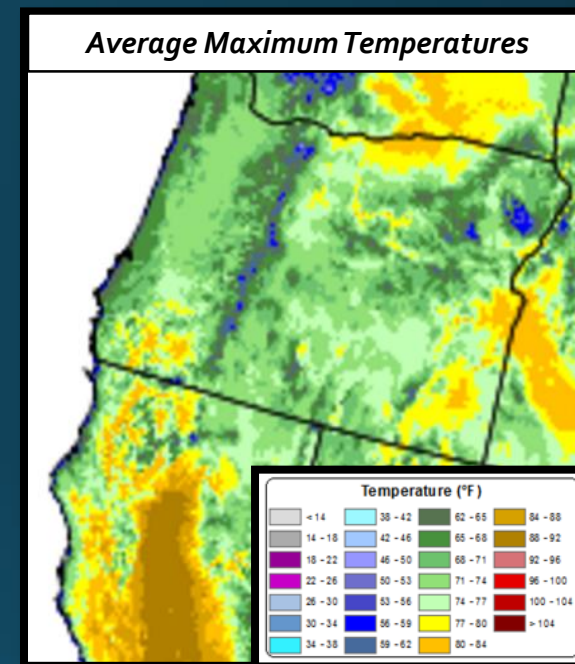 Average Maximum Temperatures
Temperature (°F)
< 14 38 - 42 62 - 65 84 - 88
14 - 18 42 - 46 65 - 68 88 - 92
18 - 22 46 - 50 68 - 71 92 - 96
22 - 26 50 - 53 71 - 74 96 - 100
26 - 30 53 - 56 74 - 77 100 - 104
30 - 34 56 - 59 77 - 80 > 104
34 - 38 59 - 62 80 - 84